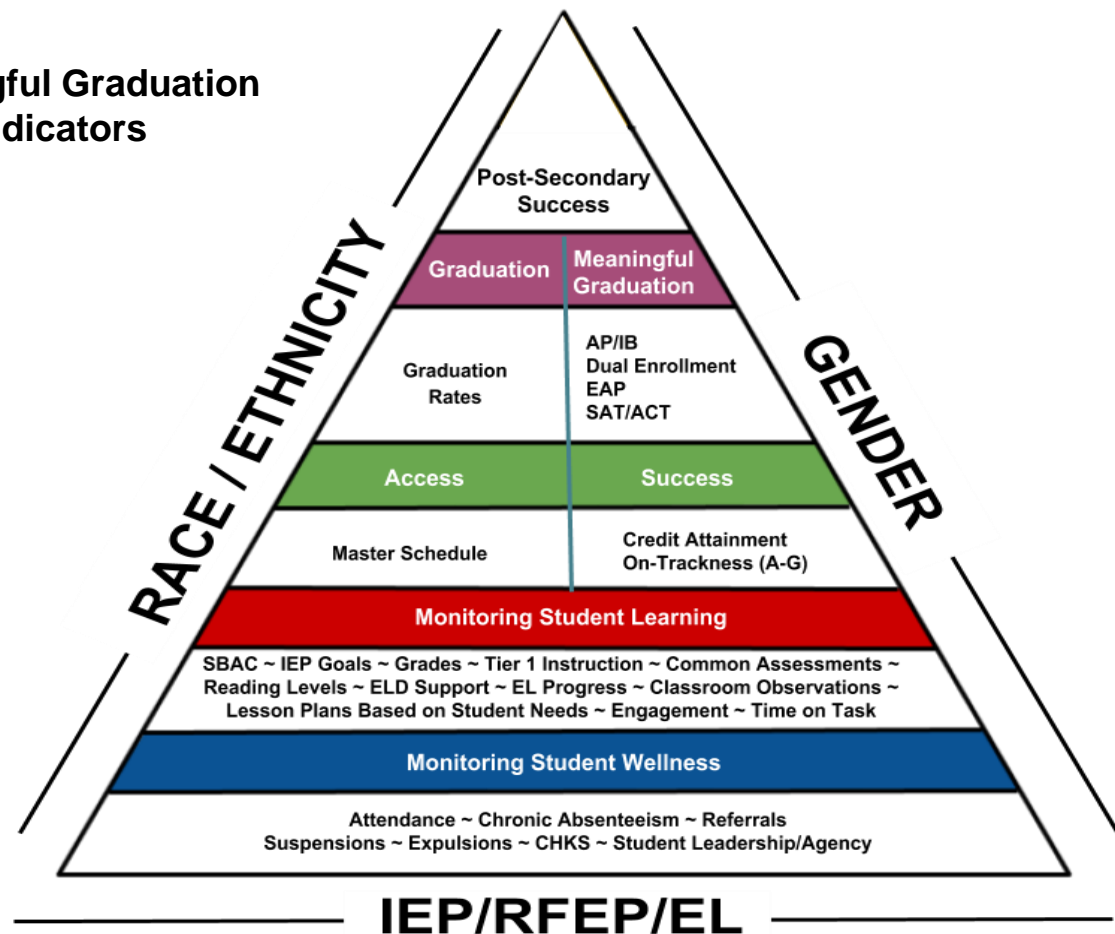 Graduation
Post-Secondary
Success
Graduation
Meaningful
Graduation
Graduation
Rates
AP/IB
Dual Enrollment
EAP
SAT/ACT
Access
Success
Master Schedule
Credit Attainment
On-Trackness (A-G)
Monitoring Student Learning
SBAC ~ IEP Goals ~ Grades ~ Tier 1 Instruction ~ Common Assessments ~
Reading Levels ~ ELD Support ~ EL Progress ~ Classroom Observations ~
Lesson Plans Based on Student Needs ~ Engagement ~ Time on Task
Monitoring Student Wellness
Attendance ~ Chronic Absenteeism ~ Referrals
Suspensions ~ Expulsions ~ CHKS ~ Student Leadership/Agency
RACE / ETHNICITY
GENDER
IEP/RFEP/EL